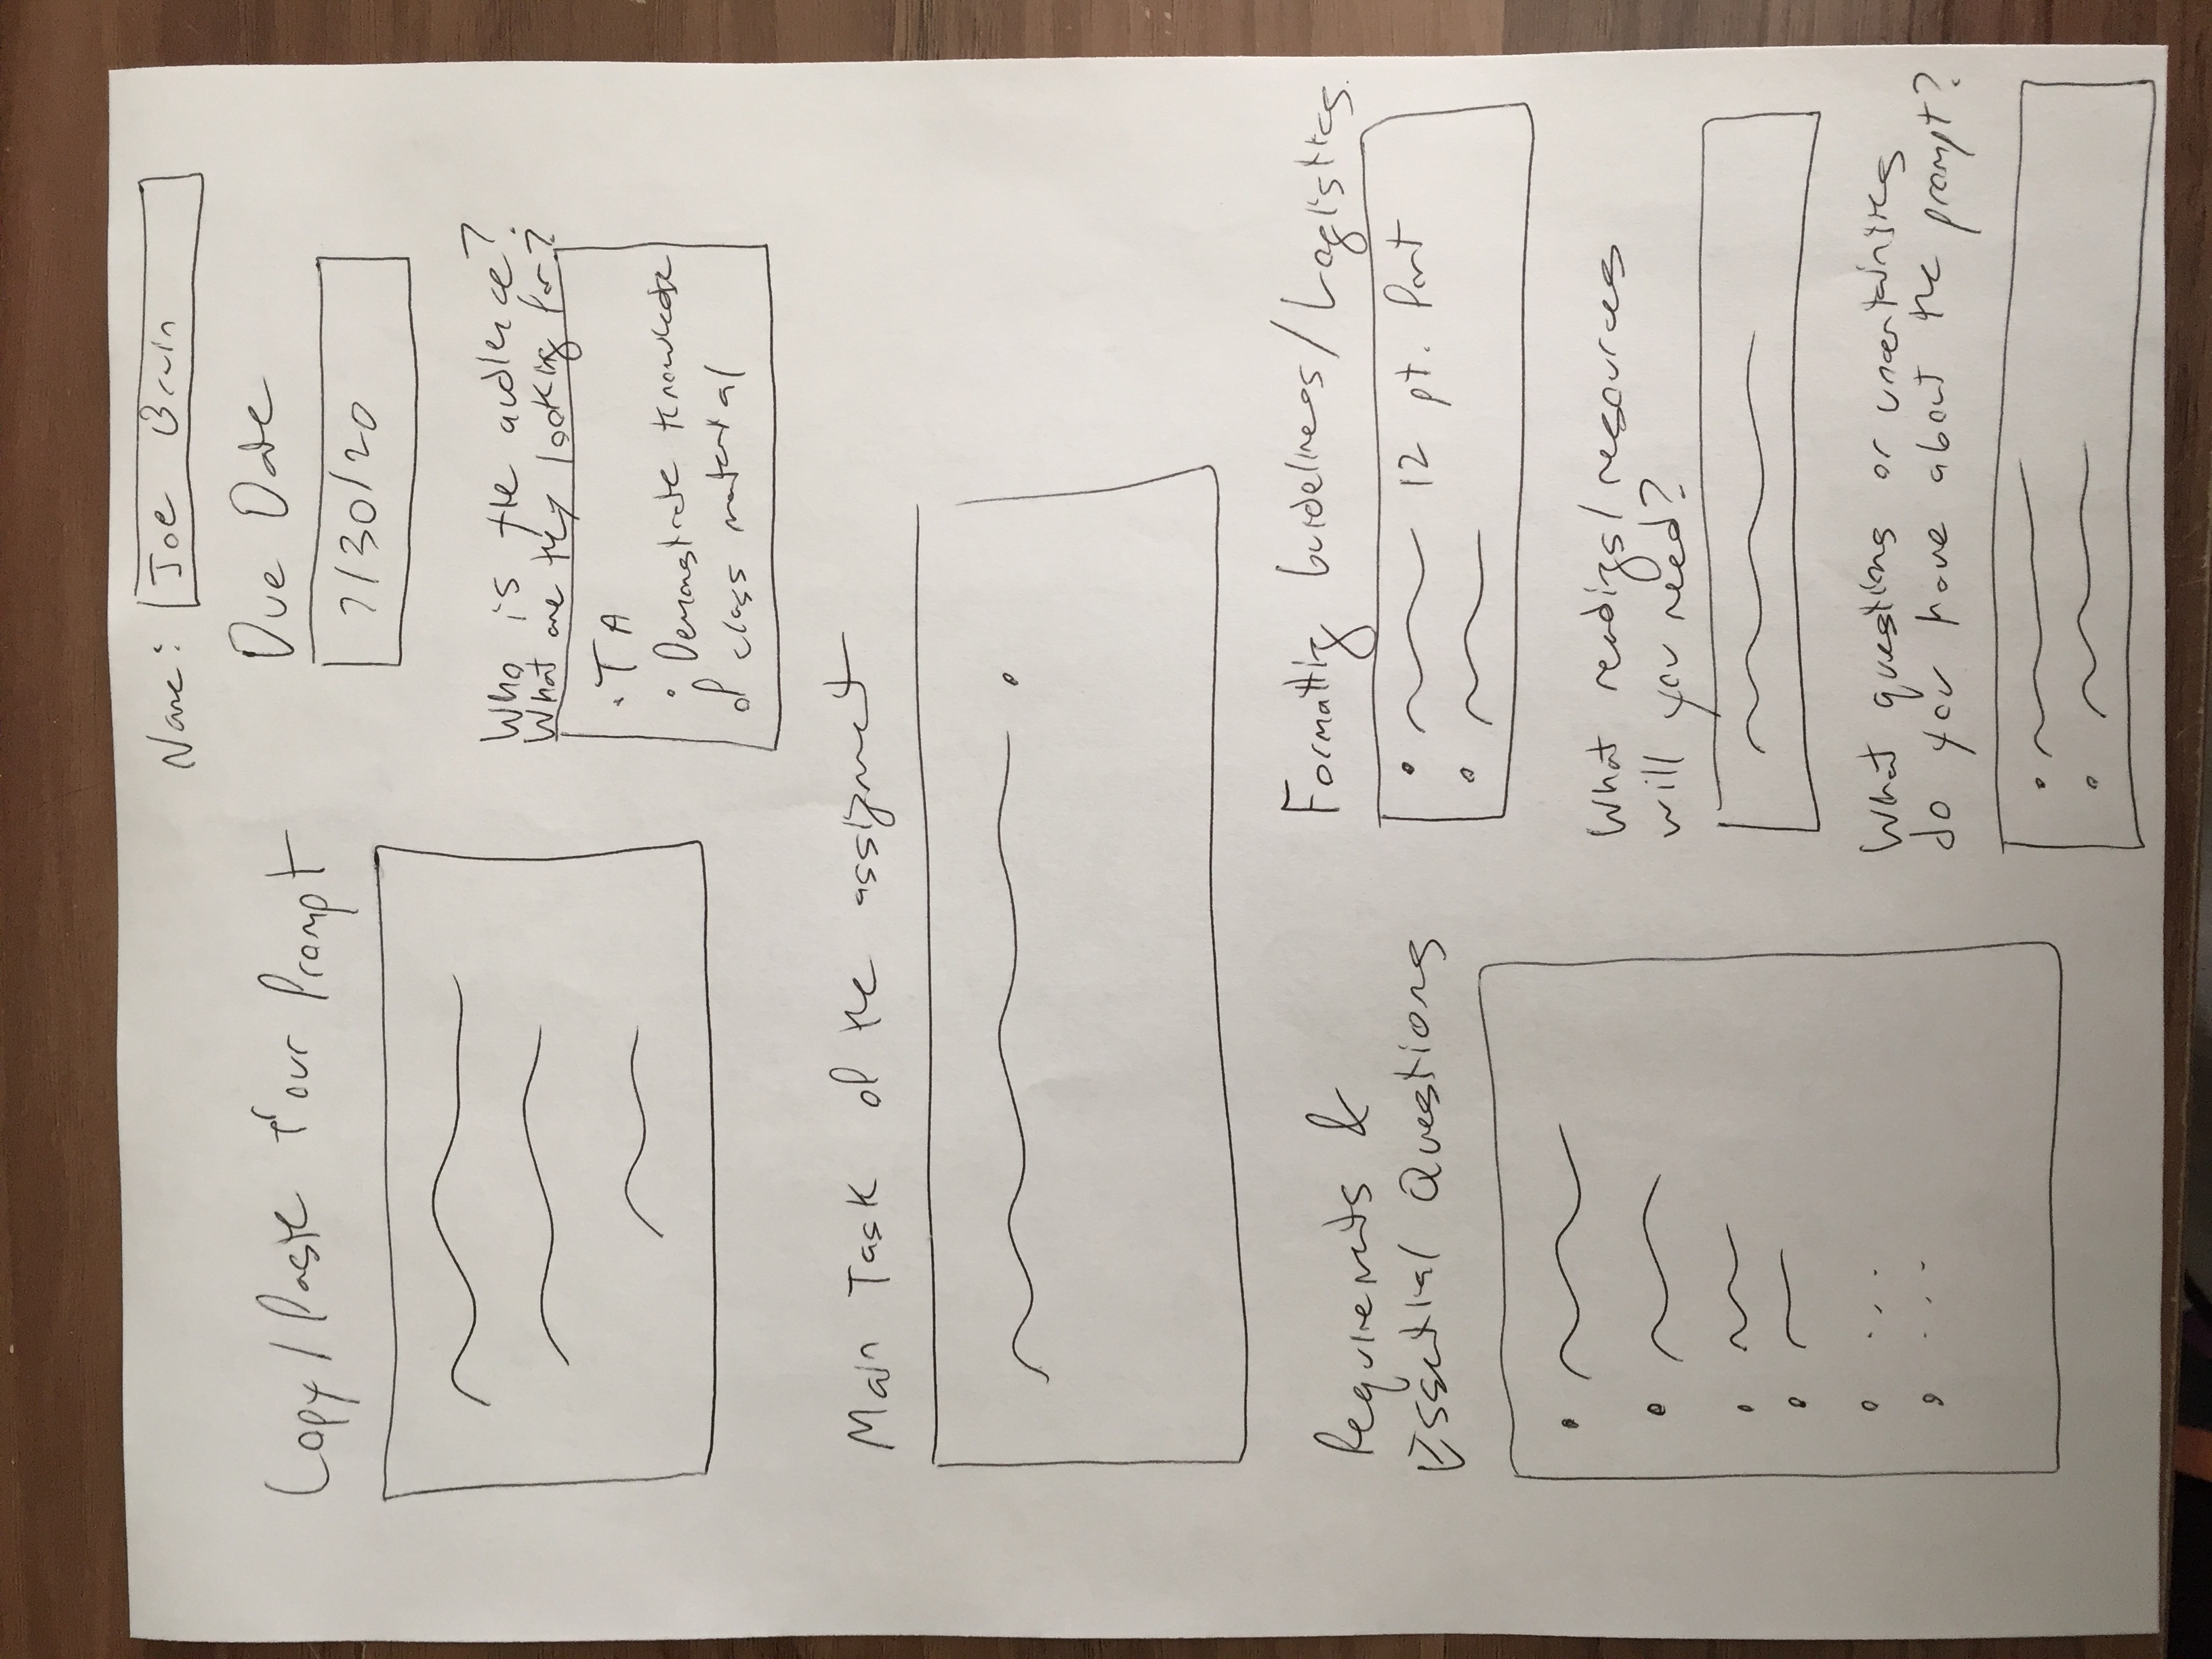 Name: Joe Bruin
Copy/Paste Your Prompt
Due Date
7/30/20
Who is the audience?
What are they looking for?
• TA
• Demonstrate knowledge
of class material
Main Task of the assignment
Requirements &
Essential Questions
Formatting Guidelines/Logistics
• 12 pt. font
What readings/resources
will you need?
What questions or uncertainties
do you have about the prompt?